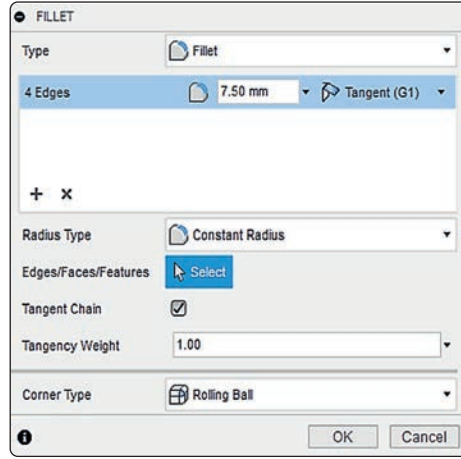 FILLET
Type Fillet
4 Edges 7.50 mm Tangent (G1)
Radius Type Constant Radius
Edges/Faces/Features Select
Tangent Chain
Tangency Weight 1.00
Corner Type Rolling Ball
OK Cancel